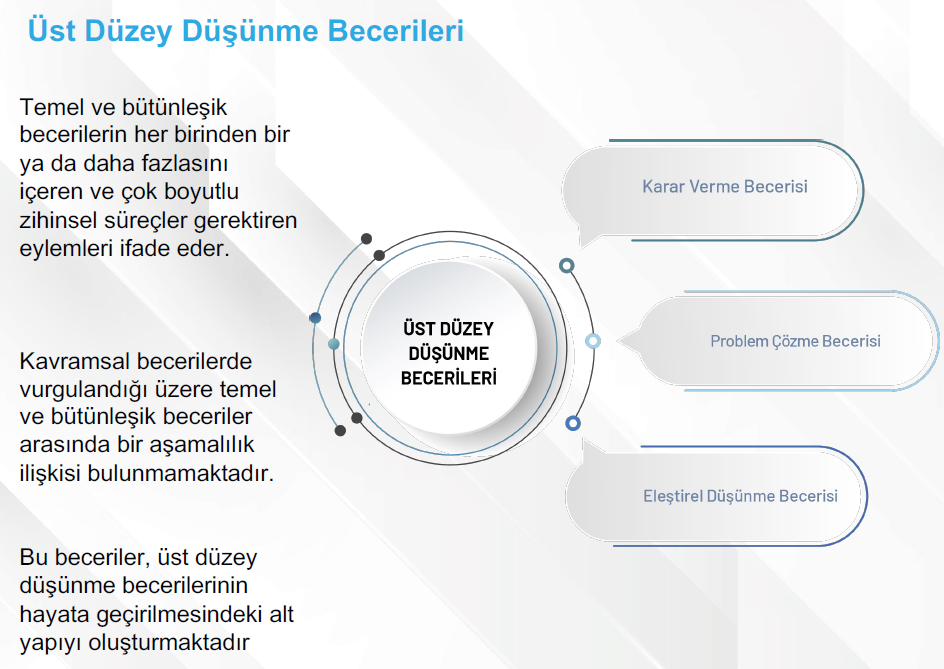 Üst Düzey Düşünme Becerileri
Temel ve bütünleşik
becerilerin her birinden bir
ya da daha fazlasını
içeren ve çok boyutlu
zihinsel süreçler gerektiren
eylemleri ifade eder.
Kavramsal becerilerde
vurgulandığı üzere temel
ve bütünleşik beceriler
arasında bir aşamalılık
ilişkisi bulunmamaktadır.
Bu beceriler, üst düzey
düşünme becerilerinin
hayata geçirilmesindeki alt
yapıyı oluşturmaktadır
ÜST DÜZEY
DÜŞÜNME
BECERİLERİ
Karar Verme Becerisi
Problem Çözme Becerisi
Eleştirel Düşünme Becerisi